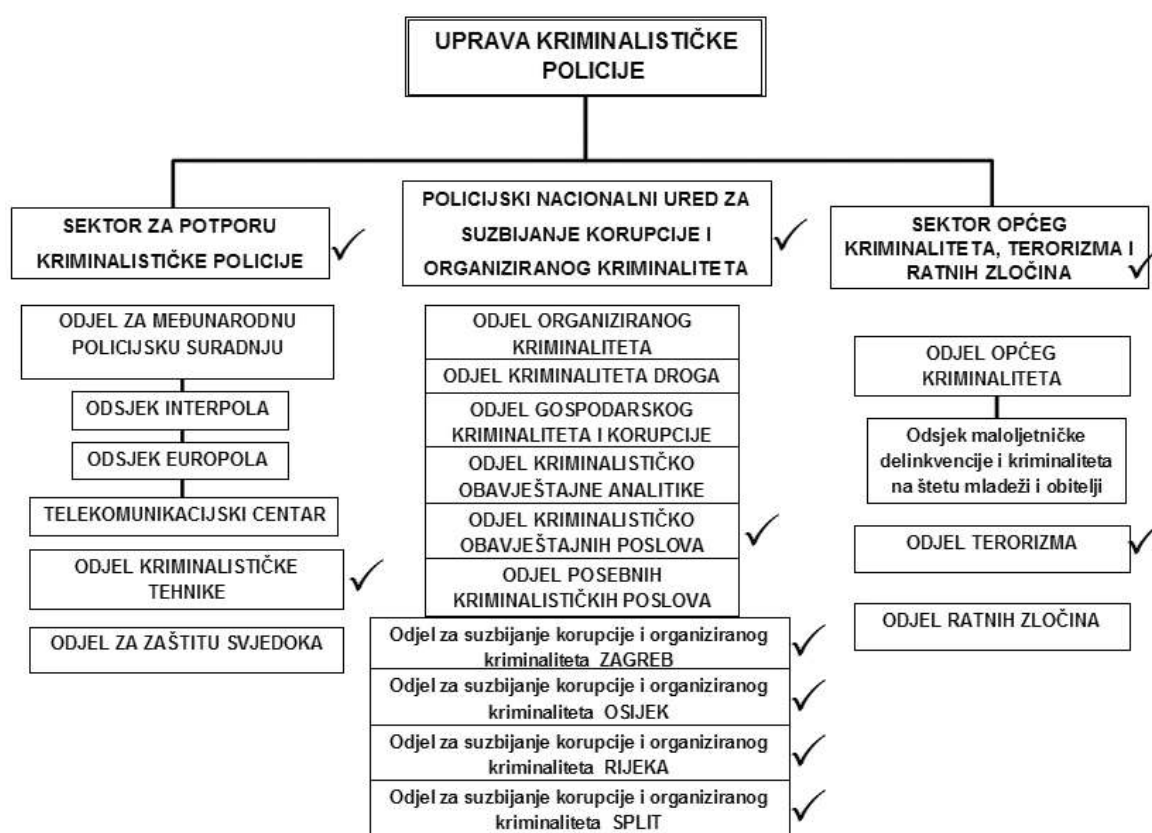 UPRAVA KRIMINALISTIČKE
POLICIJE
SEKTOR ZA POTPORU
KRIMINALISTIČKE POLICIJE
ODJEL ZA MEĐUNARODNU
POLICIJSKU SURADNJU
ODSJEK INTERPOLA
ODSJEK EUROPOLA
TELEKOMUNIKACIJSKI CENTAR
ODJEL KRIMINALISTIČKE
TEHNIKE
ODJEL ZA ZAŠTITU SVJEDOKA
POLICIJSKI NACIONALNI URED ZA
SUZBIJANJE KORUPCIJE I
ORGANIZIRANOG KRIMINALITETA
ODJEL ORGANIZIRANOG
KRIMINALITETA
ODJEL KRIMINALITETA DROGA
ODJEL GOSPODARSKOG
KRIMINALITETA I KORUPCIJE
ODJEL KRIMINALISTIČKO
OBAVJEŠTAJNE ANALITIKE
ODJEL KRIMINALISTIČKO
OBAVJEŠTAJNIH POSLOVA
ODJEL POSEBNIH
KRIMINALISTIČKIH POSLOVA
Odjel za suzbijanje korupcije i organiziranog
kriminaliteta ZAGREB
Odjel za suzbijanje korupcije i organiziranog
kriminaliteta OSIJEK
Odjel za suzbijanje korupcije i organiziranog
kriminaliteta RIJEKA
Odjel za suzbijanje korupcije i organiziranog
kriminaliteta SPLIT
SEKTOR OPĆEG
KRIMINALITETA, TERORIZMA I
RATNIH ZLOČINA
ODJEL OPĆEG
KRIMINALITETA
Odsjek maloljetničke
delinkvencije i kriminaliteta
na štetu mladeži i obitelji
ODJEL TERORIZMA
ODJEL RATNIH ZLOČINA